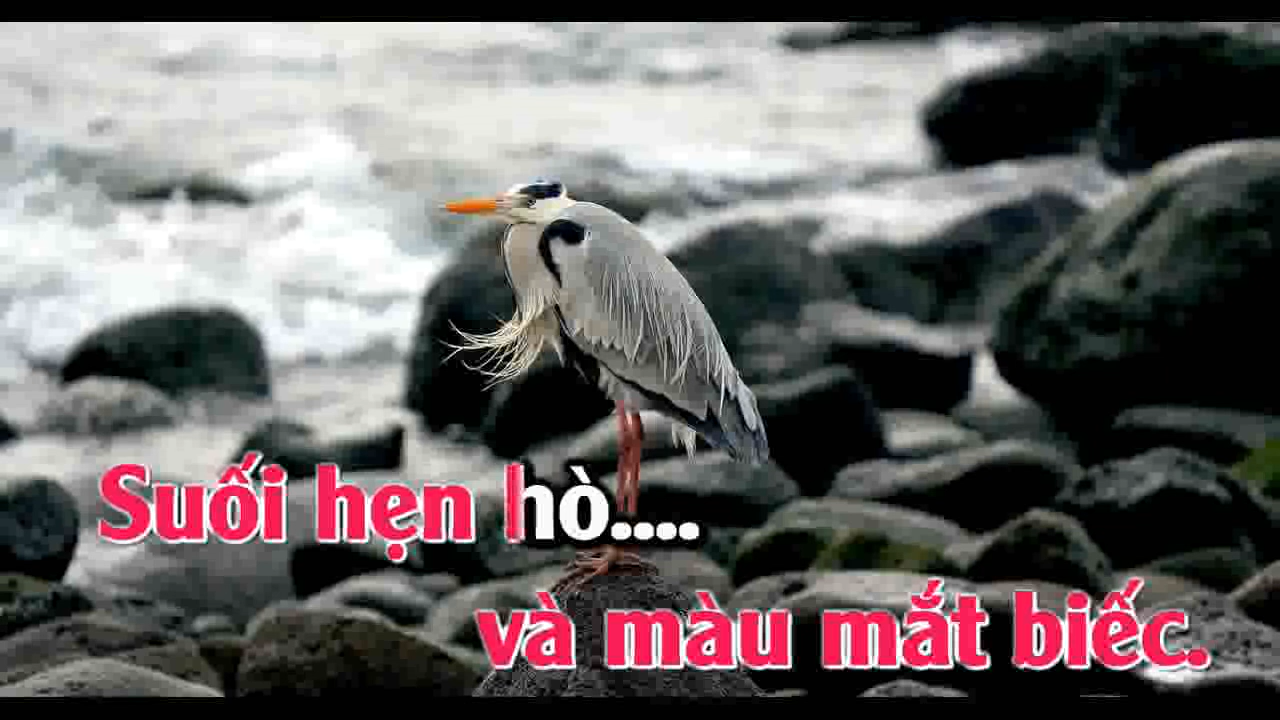 Suối hẹn hò....
và màu mắt biếc.